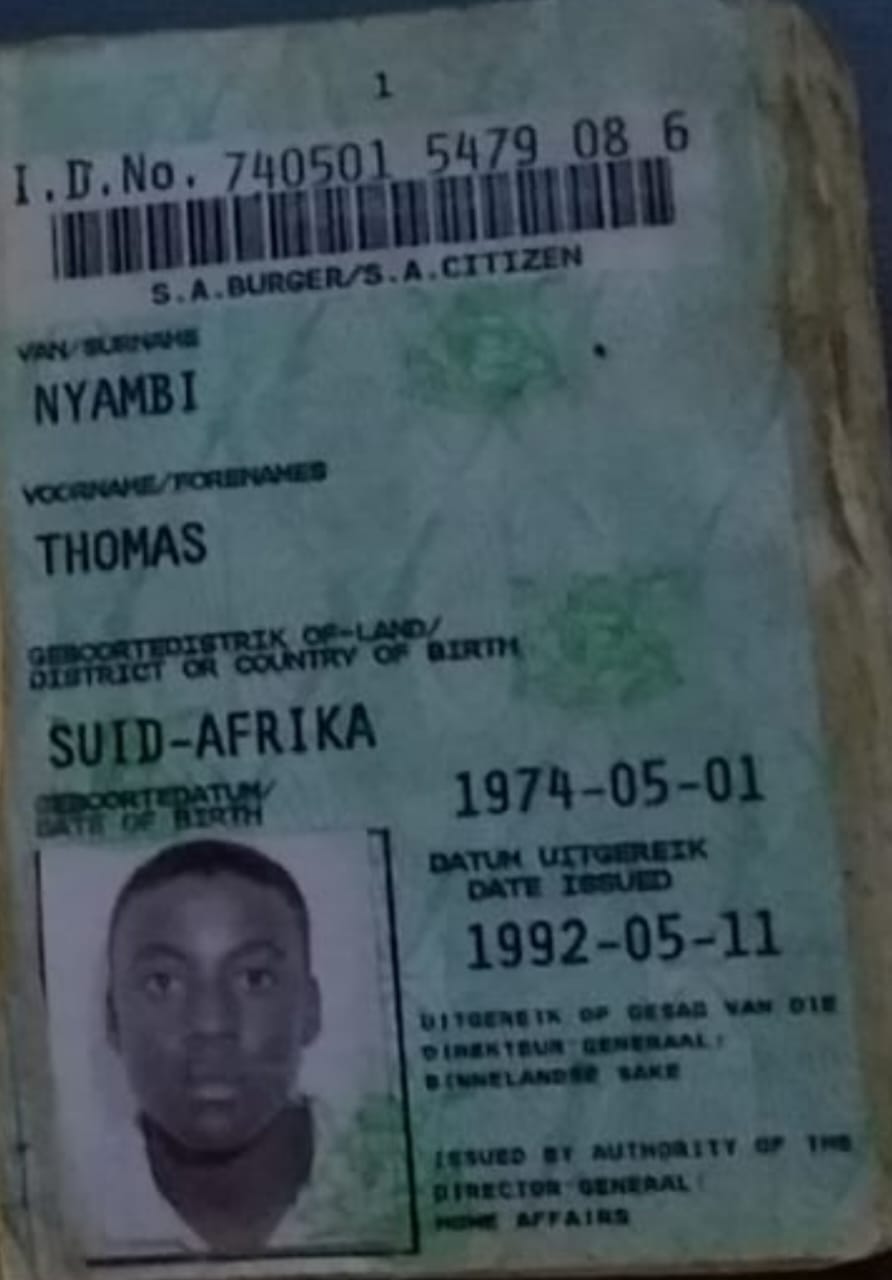 1
I.D.No. 740501 5479 08 6
S.A.BURGER/S.A.CITIZEN
VAN/SURNAME
NYAMBI
VOORNAME/FORENAMES
THOMAS
GEBOORTEDISTRIK OF-LAND/
DISTRICT OR COUNTRY OF BIRTH
SUID-AFRIKA
GEBOORTEDATUM/
DATE OF BIRTH
1974-05-01
DATUM UITGEREIK
DATE ISSUED
1992-05-11
UITGEREIK OP GESAG VAN DIE
DIREKTEUR-GENERAAL:
BINNELANDSE SAKE
ISSUED BY AUTHORITY OF THE
DIRECTOR-GENERAL:
HOME AFFAIRS